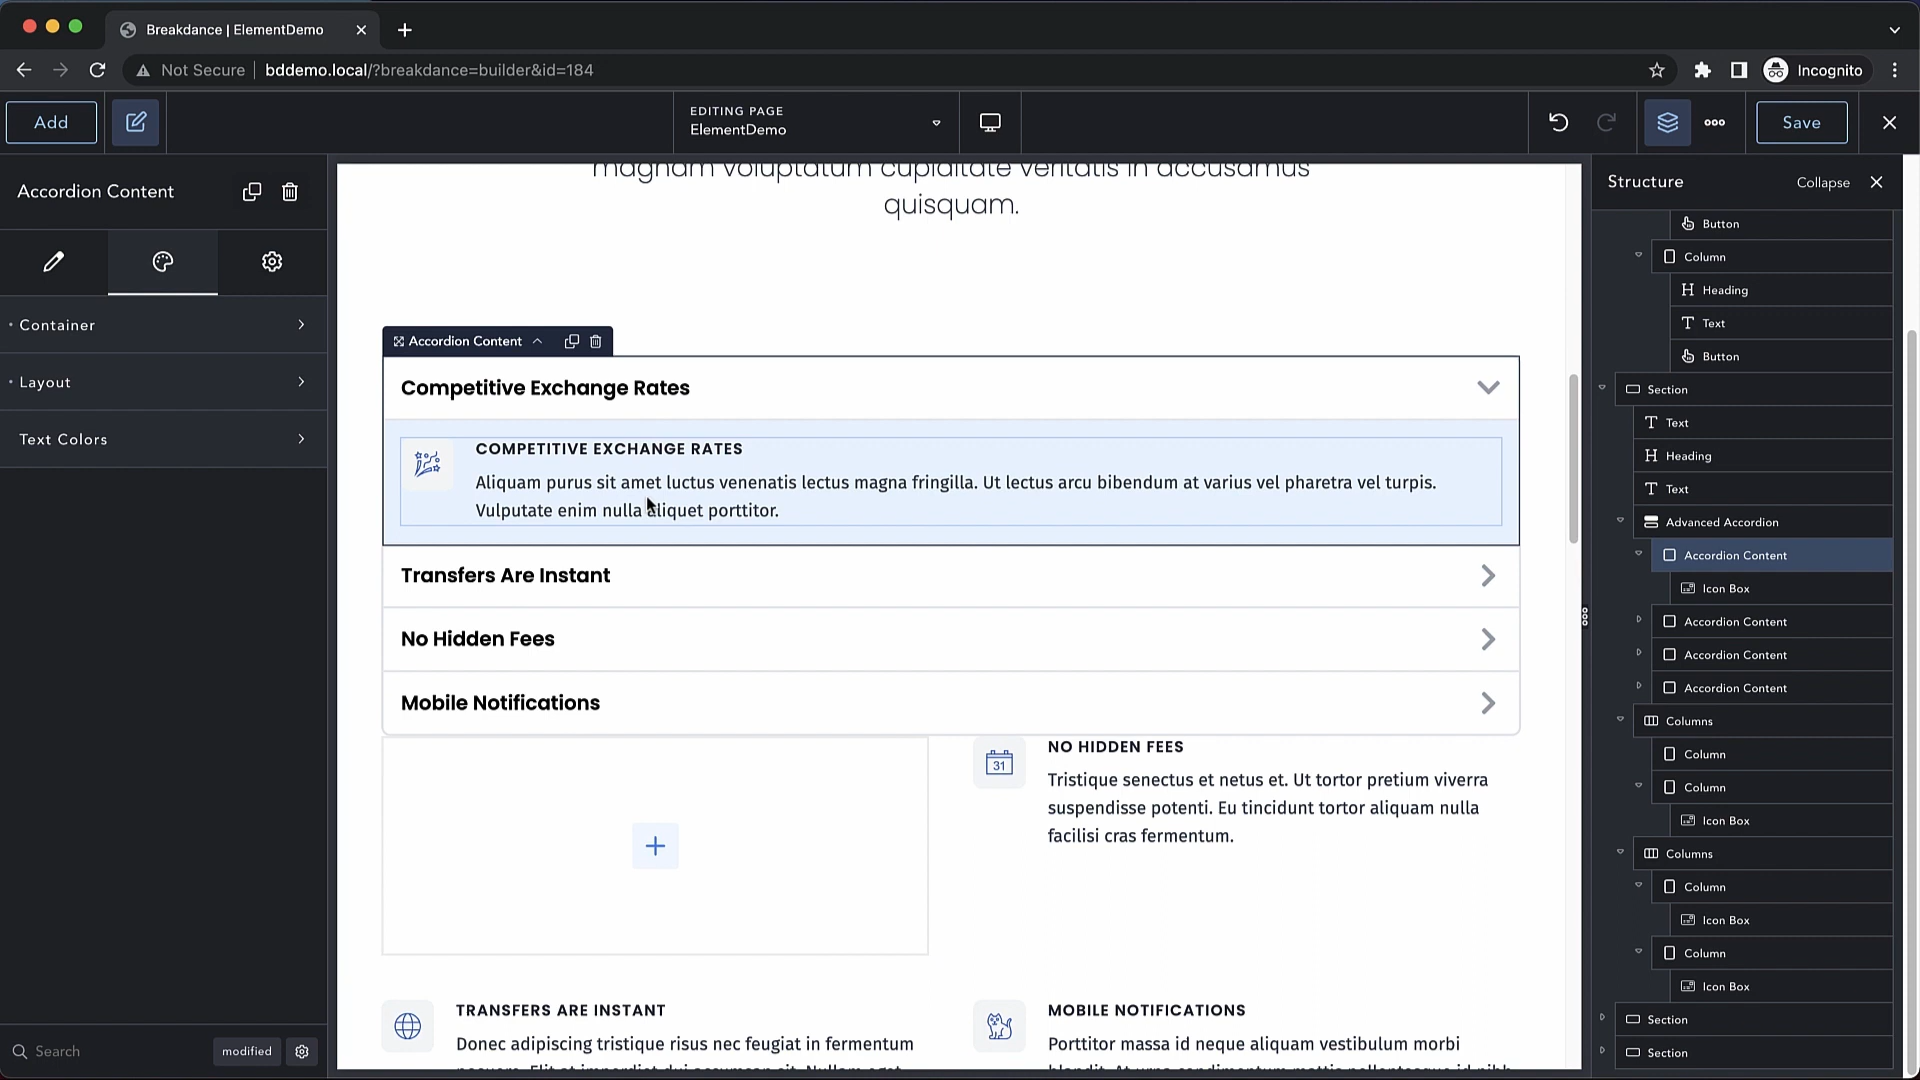 Breakdance | ElementDemo
Not Secure
bddemo.local/?breakdance=builder&id=184
Incognito
Add
EDITING PAGE
ElementDemo
Save
Accordion Content
Container
Layout
Text Colors
Search
modified
magnam voluptatum cupiditate veritatis in accusamus
quisquam.
Accordion Content
Competitive Exchange Rates
COMPETITIVE EXCHANGE RATES
Aliquam purus sit amet luctus venenatis lectus magna fringilla. Ut lectus arcu bibendum at varius vel pharetra vel turpis.
Vulputate enim nulla aliquet porttitor.
Transfers Are Instant
No Hidden Fees
Mobile Notifications
31
NO HIDDEN FEES
Tristique senectus et netus et. Ut tortor pretium viverra
suspendisse potenti. Eu tincidunt tortor aliquam nulla
facilisi cras fermentum.
TRANSFERS ARE INSTANT
Donec adipiscing tristique risus nec feugiat in fermentum
MOBILE NOTIFICATIONS
Porttitor massa id neque aliquam vestibulum morbi
Structure
Collapse
Button
Column
Heading
Text
Button
Section
Text
Heading
Text
Advanced Accordion
Accordion Content
Icon Box
Accordion Content
Accordion Content
Accordion Content
Columns
Column
Column
Icon Box
Columns
Column
Icon Box
Column
Icon Box
Section
Section